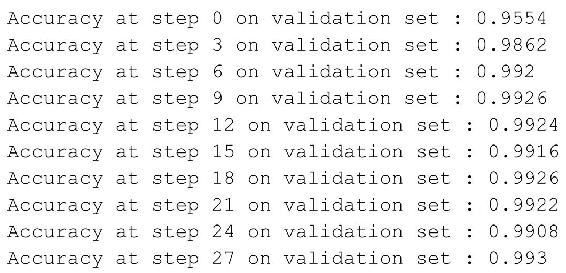 Accuracy at step 0 on validation set : 0.9554
Accuracy at step 3 on validation set : 0.9862
Accuracy at step 6 on validation set : 0.992
Accuracy at step 9 on validation set : 0.9926
Accuracy at step 12 on validation set : 0.9924
Accuracy at step 15 on validation set : 0.9916
Accuracy at step 18 on validation set : 0.9926
Accuracy at step 21 on validation set : 0.9922
Accuracy at step 24 on validation set : 0.9908
Accuracy at step 27 on validation set : 0.993